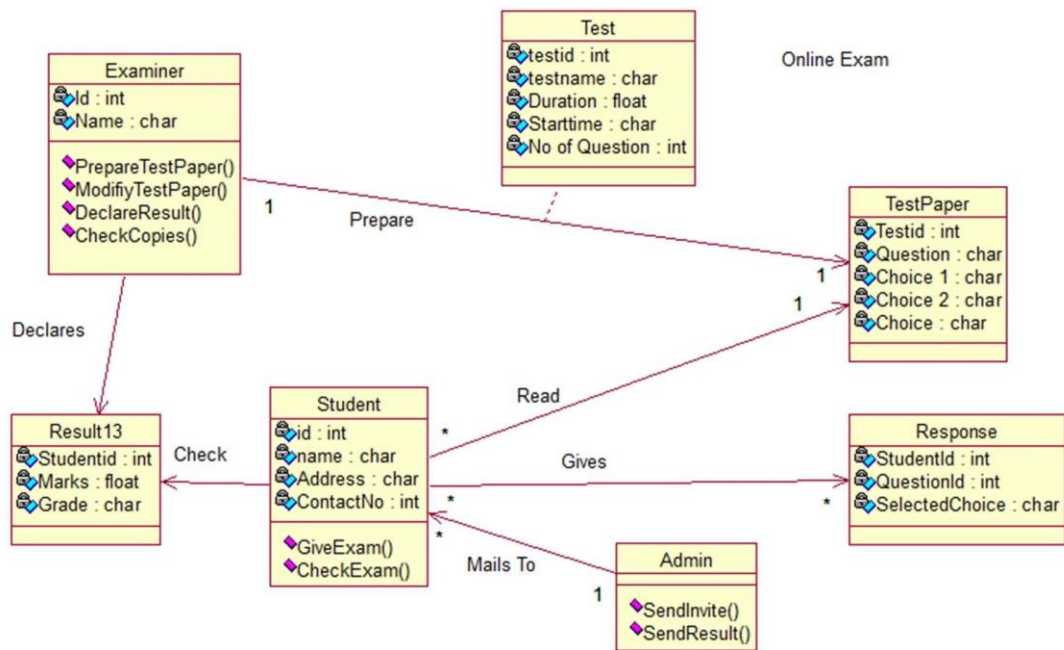 Test
testid : int
testname : char
Duration : float
Starttime : char
No of Question : int
Online Exam
Examiner
Id : int
Name : char
PrepareTestPaper()
ModifiyTestPaper()
DeclareResult()
CheckCopies()
1
Prepare
1
TestPaper
Testid : int
Question : char
Choice 1 : char
Choice 2 : char
Choice : char
1
Declares
Read
*
Result13
Studentid : int
Marks : float
Grade : char
Check
Student
id : int
name : char
Address : char
ContactNo : int
GiveExam()
CheckExam()
Gives
*
*
Response
StudentId : int
QuestionId : int
SelectedChoice : char
*
Mails To
1
Admin
SendInvite()
SendResult()